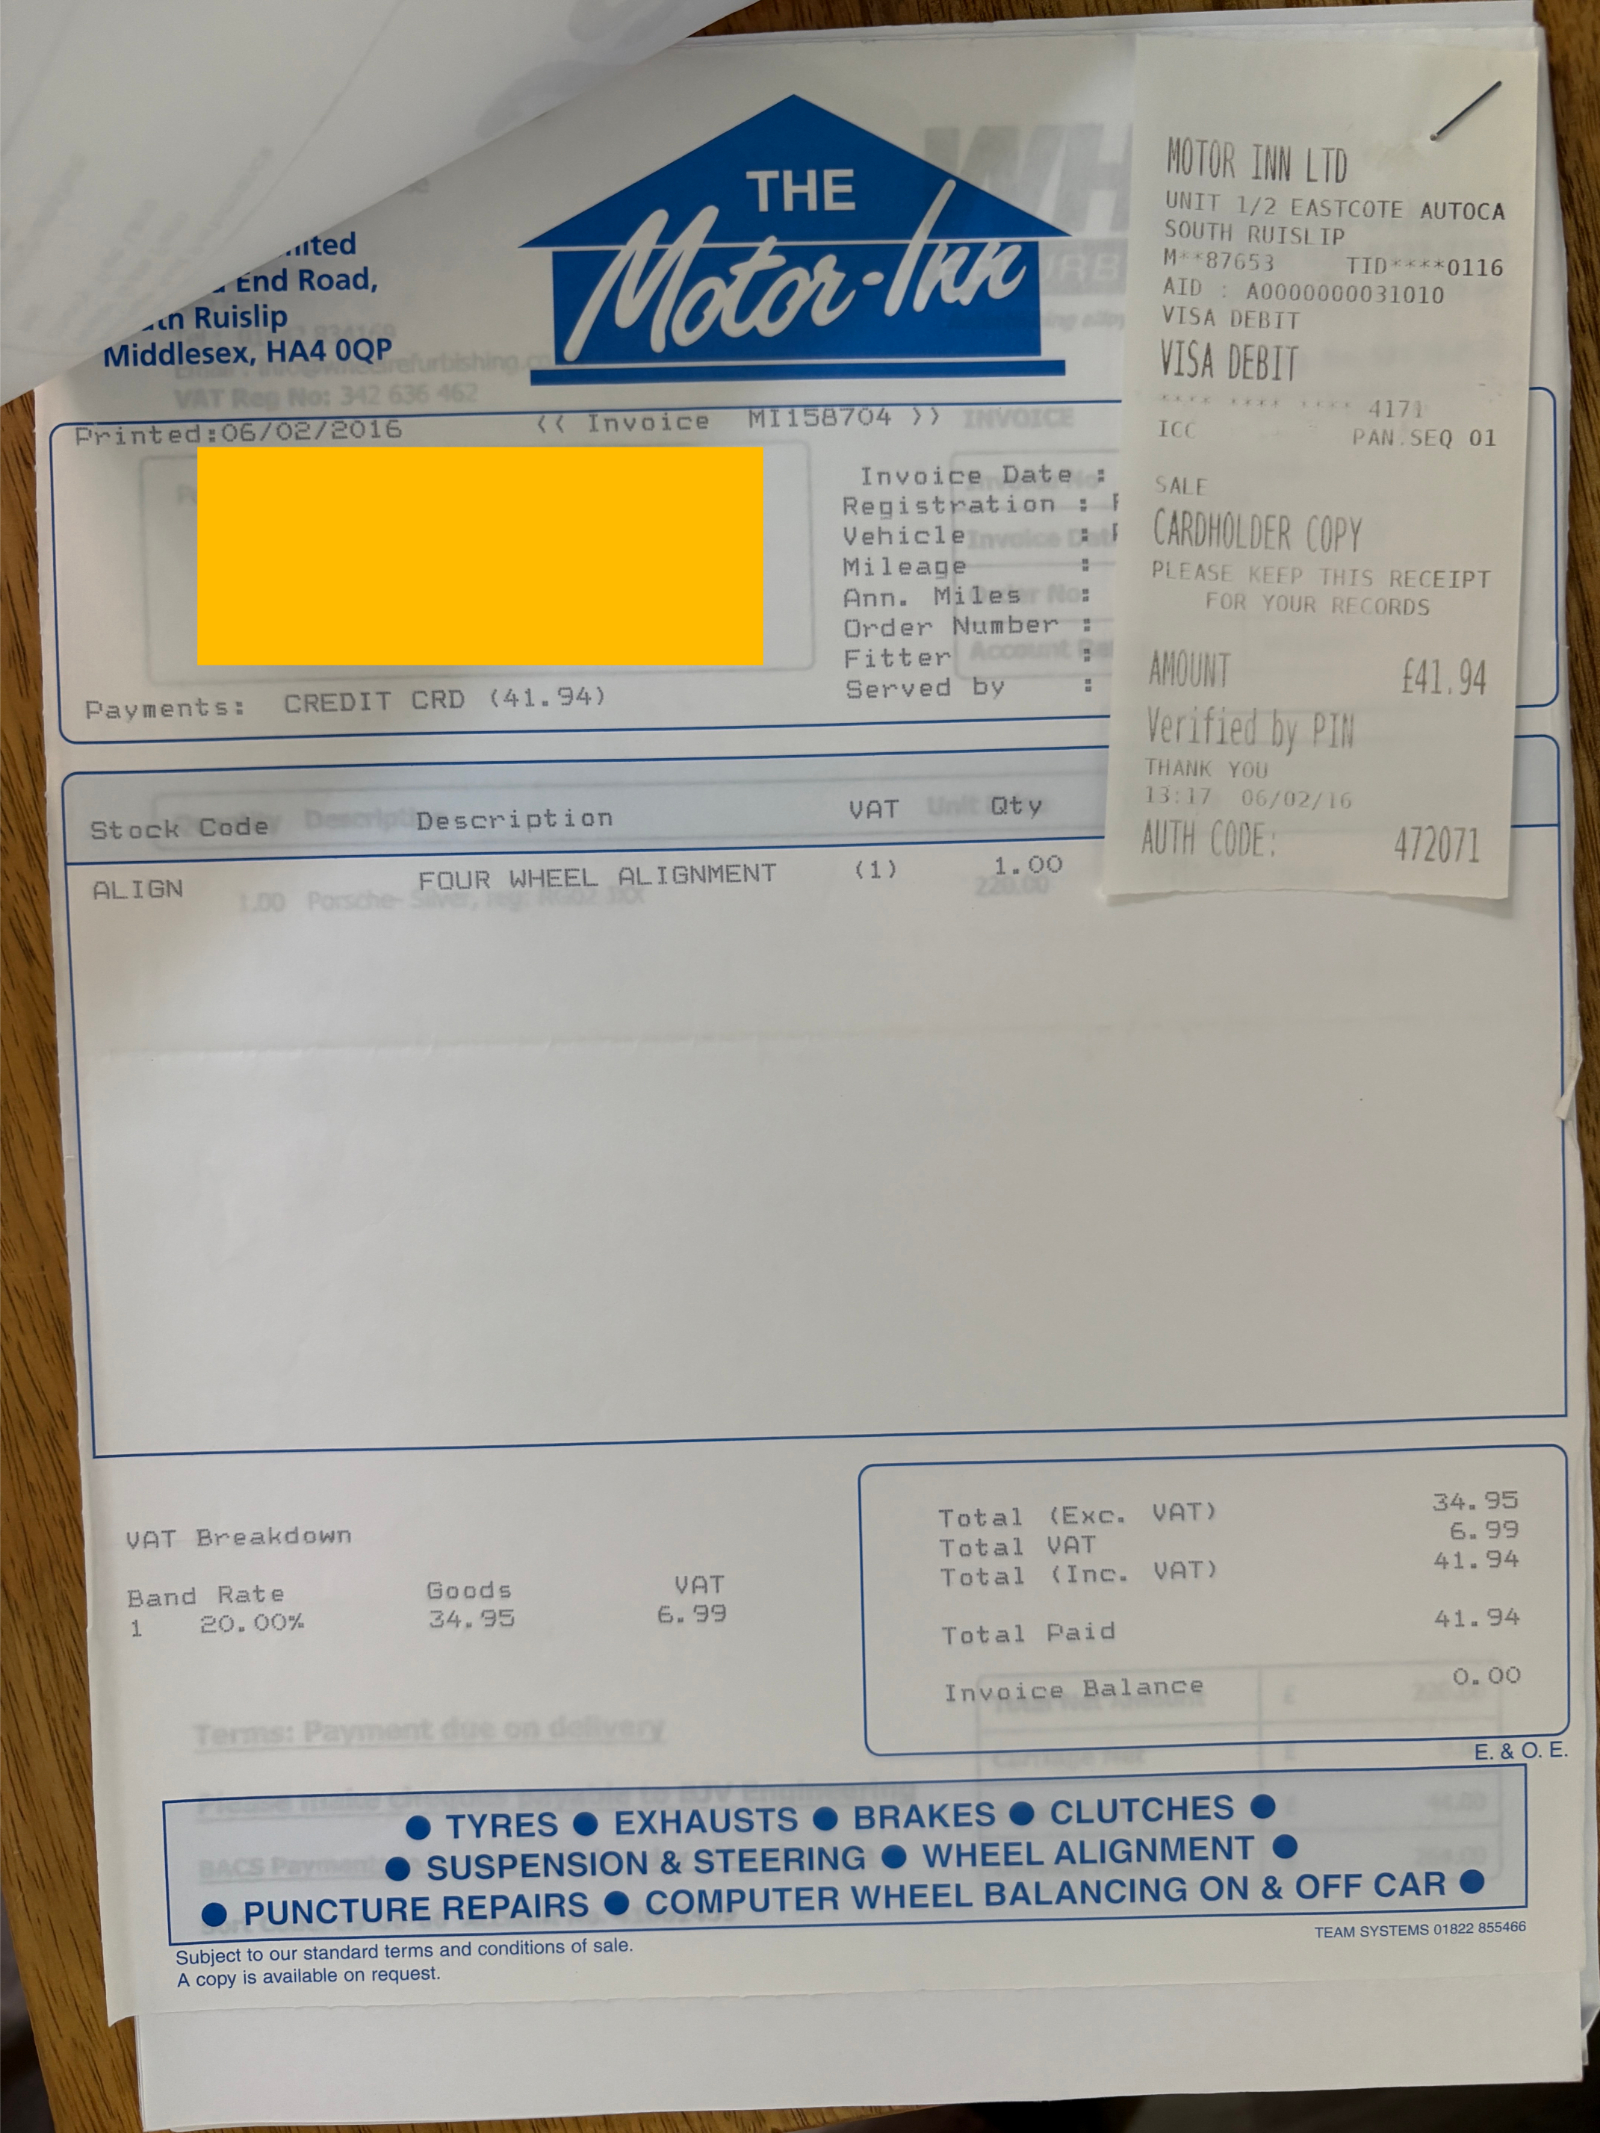 THE
Motor-Inn
End Road,
Ruislip
Middlesex, HA4 0QP
Printed:06/02/2016 << Invoice MI158704 >>
Invoice Date :
Registration :
Vehicle :
Mileage :
Ann. Miles :
Order Number :
Fitter :
Served by :
Payments: CREDIT CRD (41.94)
Stock Code Description VAT Qty
ALIGN FOUR WHEEL ALIGNMENT (1) 1.00
MOTOR INN LTD
UNIT 1/2 EASTCOTE AUTOCA
SOUTH RUISLIP
M**87653 TID****0116
AID : A0000000031010
VISA DEBIT
VISA DEBIT
**** **** **** 4171
ICC PAN.SEQ 01
SALE
CARDHOLDER COPY
PLEASE KEEP THIS RECEIPT
FOR YOUR RECORDS
AMOUNT £41.94
Verified by PIN
THANK YOU
13:17 06/02/16
AUTH CODE: 472071
VAT Breakdown
Band Rate Goods VAT
1 20.00% 34.95 6.99
Total (Exc. VAT) 34.95
Total VAT 6.99
Total (Inc. VAT) 41.94
Total Paid 41.94
Invoice Balance 0.00
E. & O. E.
● TYRES ● EXHAUSTS ● BRAKES ● CLUTCHES ●
● SUSPENSION & STEERING ● WHEEL ALIGNMENT ●
● PUNCTURE REPAIRS ● COMPUTER WHEEL BALANCING ON & OFF CAR ●
Subject to our standard terms and conditions of sale.
A copy is available on request.
TEAM SYSTEMS 01822 855466